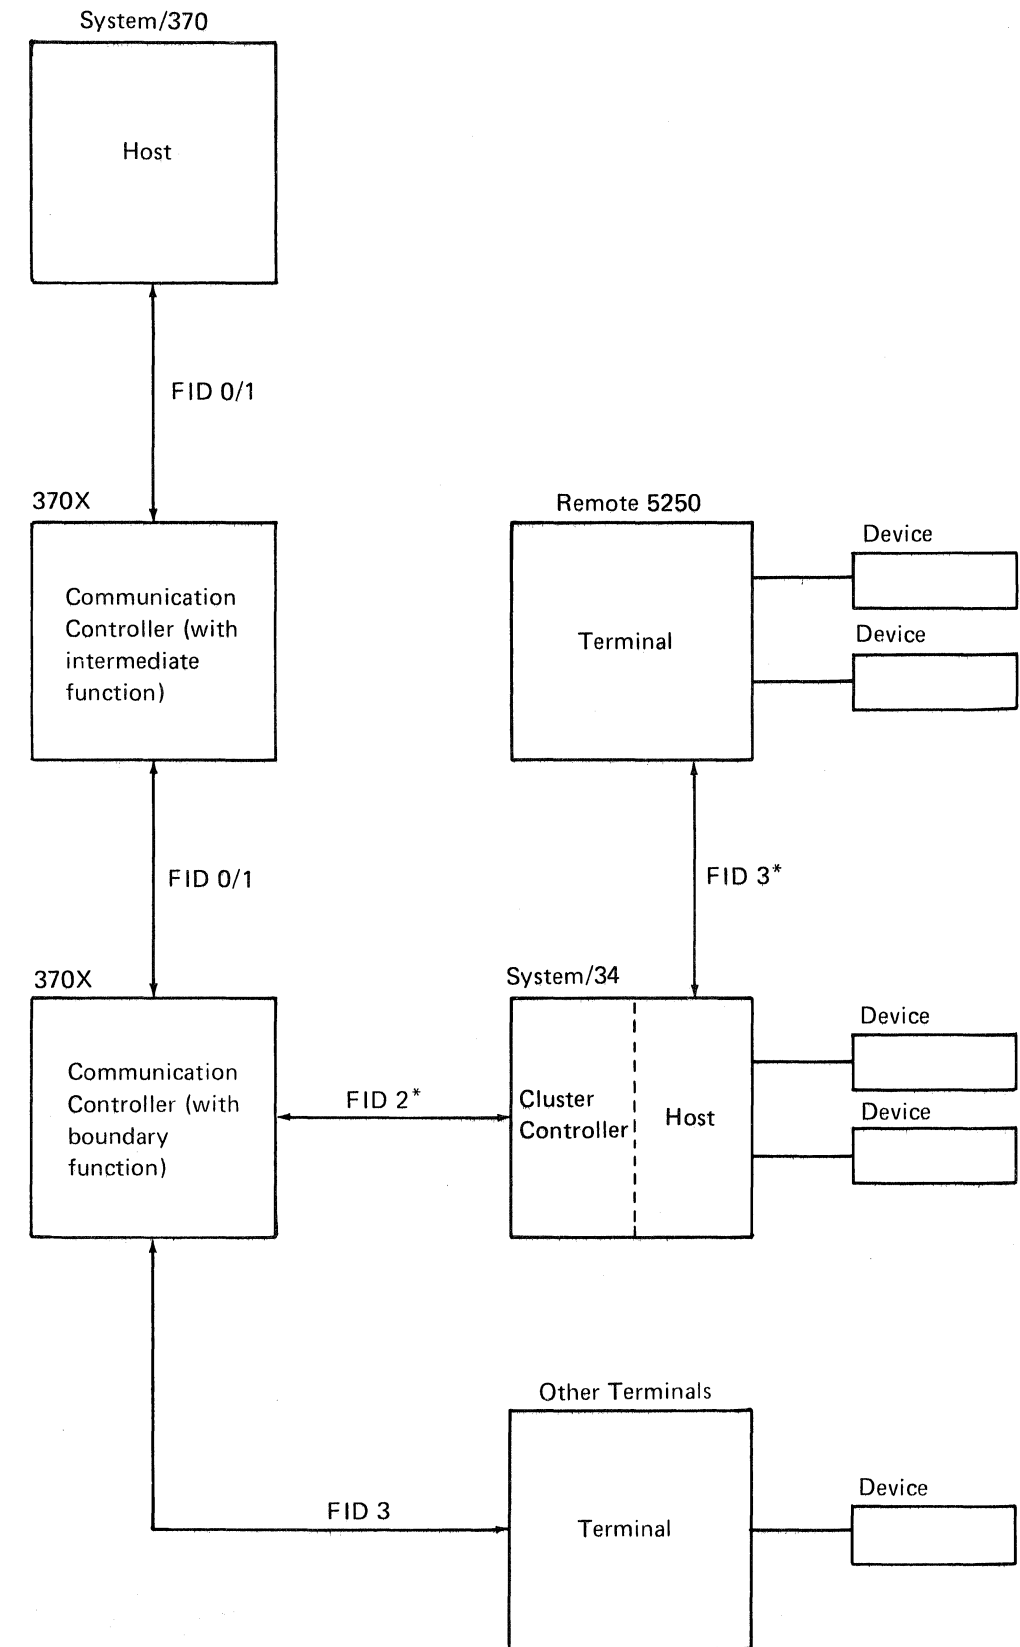 System/370
Host
FID 0/1
370X
Communication
Controller (with
intermediate
function)
Remote 5250
Terminal
Device
Device
FID 0/1
FID 3*
370X
Communication
Controller (with
boundary
function)
FID 2*
System/34
Cluster
Controller
Host
Device
Device
Other Terminals
FID 3
Terminal
Device